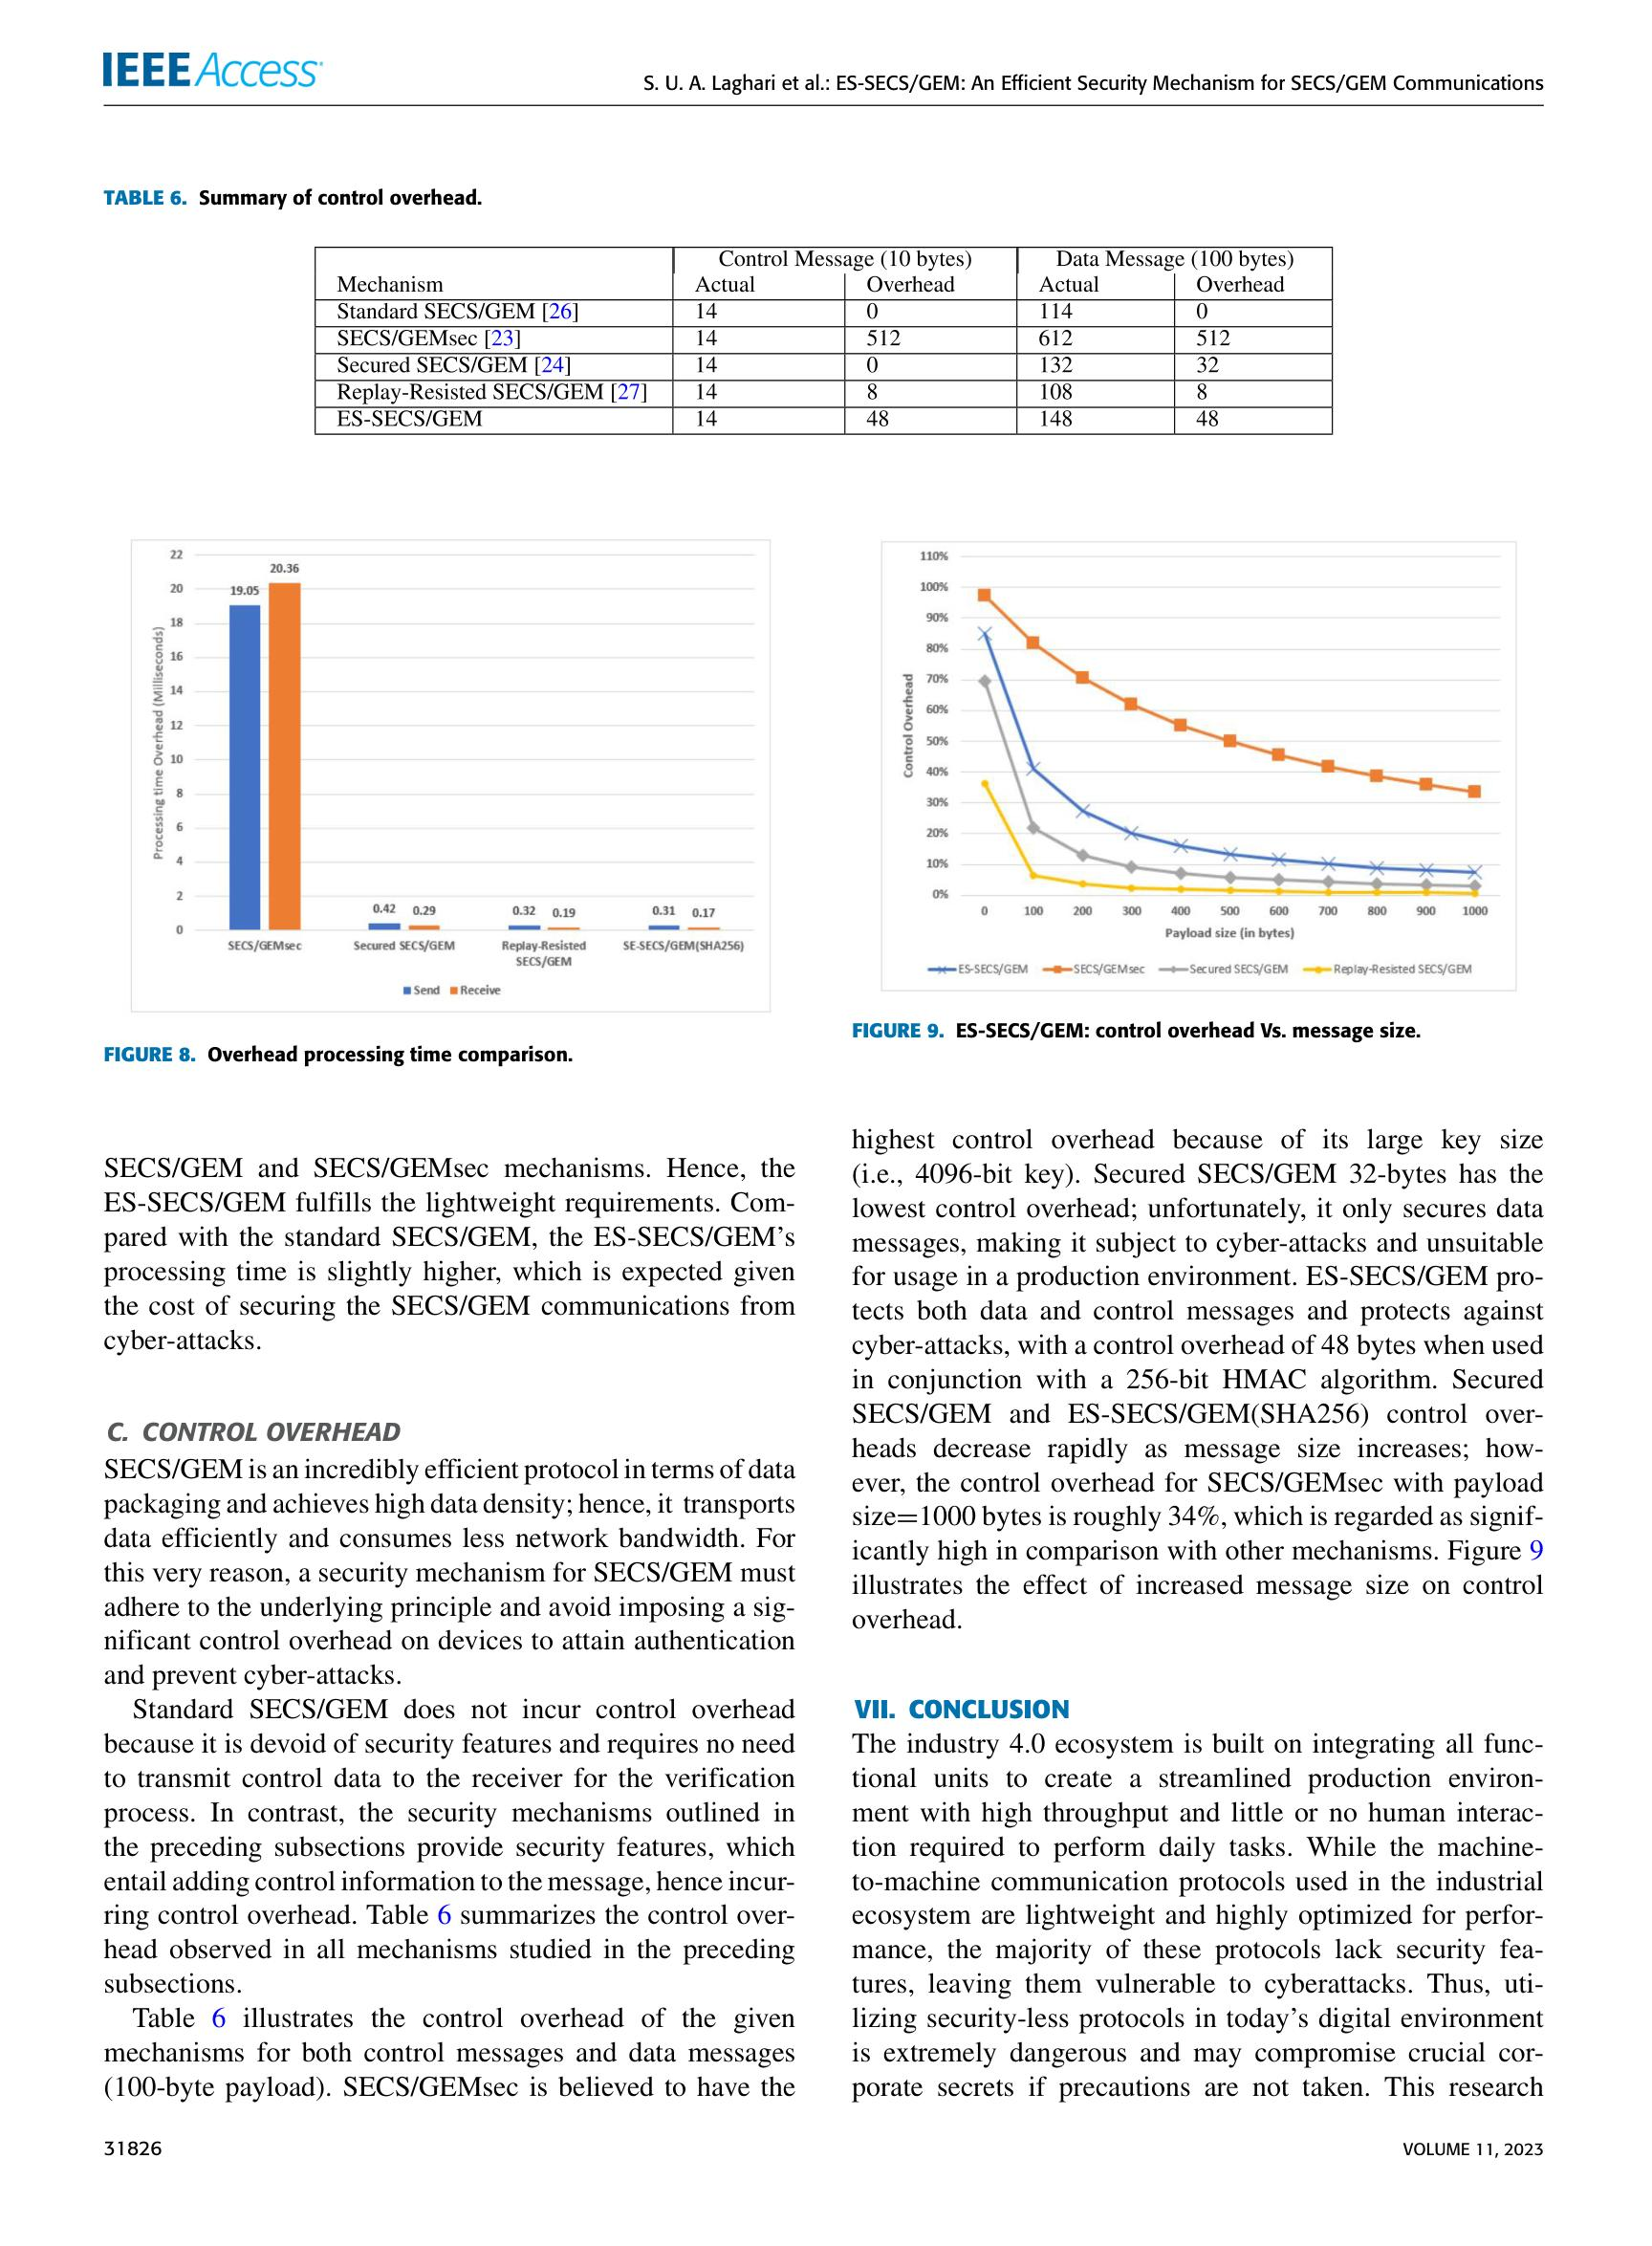 IEEE Access
S. U. A. Laghari et al.: ES-SECS/GEM: An Efficient Security Mechanism for SECS/GEM Communications
TABLE 6. Summary of control overhead.
Control Message (10 bytes) Data Message (100 bytes)
Mechanism Actual Overhead Actual Overhead
Standard SECS/GEM [26] 14 0 114 0
SECS/GEMsec [23] 14 512 612 512
Secured SECS/GEM [24] 14 0 132 32
Replay-Resisted SECS/GEM [27] 14 8 108 8
ES-SECS/GEM 14 48 148 48
Processing time Overhead (Milliseconds)
22
20
18
16
14
12
10
8
6
4
2
0
19.05 20.36
0.42 0.29
0.32 0.19
0.31 0.17
SECS/GEMsec Secured SECS/GEM Replay-Resisted SE-SECS/GEM(SHA256)
SECS/GEM
Send Receive
FIGURE 8. Overhead processing time comparison.
Control Overhead
110%
100%
90%
80%
70%
60%
50%
40%
30%
20%
10%
0%
0 100 200 300 400 500 600 700 800 900 1000
Payload size (in bytes)
ES-SECS/GEM SECS/GEMsec Secured SECS/GEM Replay-Resisted SECS/GEM
FIGURE 9. ES-SECS/GEM: control overhead Vs. message size.
SECS/GEM and SECS/GEMsec mechanisms. Hence, the
ES-SECS/GEM fulfills the lightweight requirements. Com-
pared with the standard SECS/GEM, the ES-SECS/GEM's
processing time is slightly higher, which is expected given
the cost of securing the SECS/GEM communications from
cyber-attacks.
C. CONTROL OVERHEAD
SECS/GEM is an incredibly efficient protocol in terms of data
packaging and achieves high data density; hence, it transports
data efficiently and consumes less network bandwidth. For
this very reason, a security mechanism for SECS/GEM must
adhere to the underlying principle and avoid imposing a sig-
nificant control overhead on devices to attain authentication
and prevent cyber-attacks.
Standard SECS/GEM does not incur control overhead
because it is devoid of security features and requires no need
to transmit control data to the receiver for the verification
process. In contrast, the security mechanisms outlined in
the preceding subsections provide security features, which
entail adding control information to the message, hence incur-
ring control overhead. Table 6 summarizes the control over-
head observed in all mechanisms studied in the preceding
subsections.
Table 6 illustrates the control overhead of the given
mechanisms for both control messages and data messages
(100-byte payload). SECS/GEMsec is believed to have the
highest control overhead because of its large key size
(i.e., 4096-bit key). Secured SECS/GEM 32-bytes has the
lowest control overhead; unfortunately, it only secures data
messages, making it subject to cyber-attacks and unsuitable
for usage in a production environment. ES-SECS/GEM pro-
tects both data and control messages and protects against
cyber-attacks, with a control overhead of 48 bytes when used
in conjunction with a 256-bit HMAC algorithm. Secured
SECS/GEM and ES-SECS/GEM(SHA256) control over-
heads decrease rapidly as message size increases; how-
ever, the control overhead for SECS/GEMsec with payload
size=1000 bytes is roughly 34%, which is regarded as signif-
icantly high in comparison with other mechanisms. Figure 9
illustrates the effect of increased message size on control
overhead.
VII. CONCLUSION
The industry 4.0 ecosystem is built on integrating all func-
tional units to create a streamlined production environ-
ment with high throughput and little or no human interac-
tion required to perform daily tasks. While the machine-
to-machine communication protocols used in the industrial
ecosystem are lightweight and highly optimized for perfor-
mance, the majority of these protocols lack security fea-
tures, leaving them vulnerable to cyberattacks. Thus, uti-
lizing security-less protocols in today's digital environment
is extremely dangerous and may compromise crucial cor-
porate secrets if precautions are not taken. This research
31826
VOLUME 11, 2023